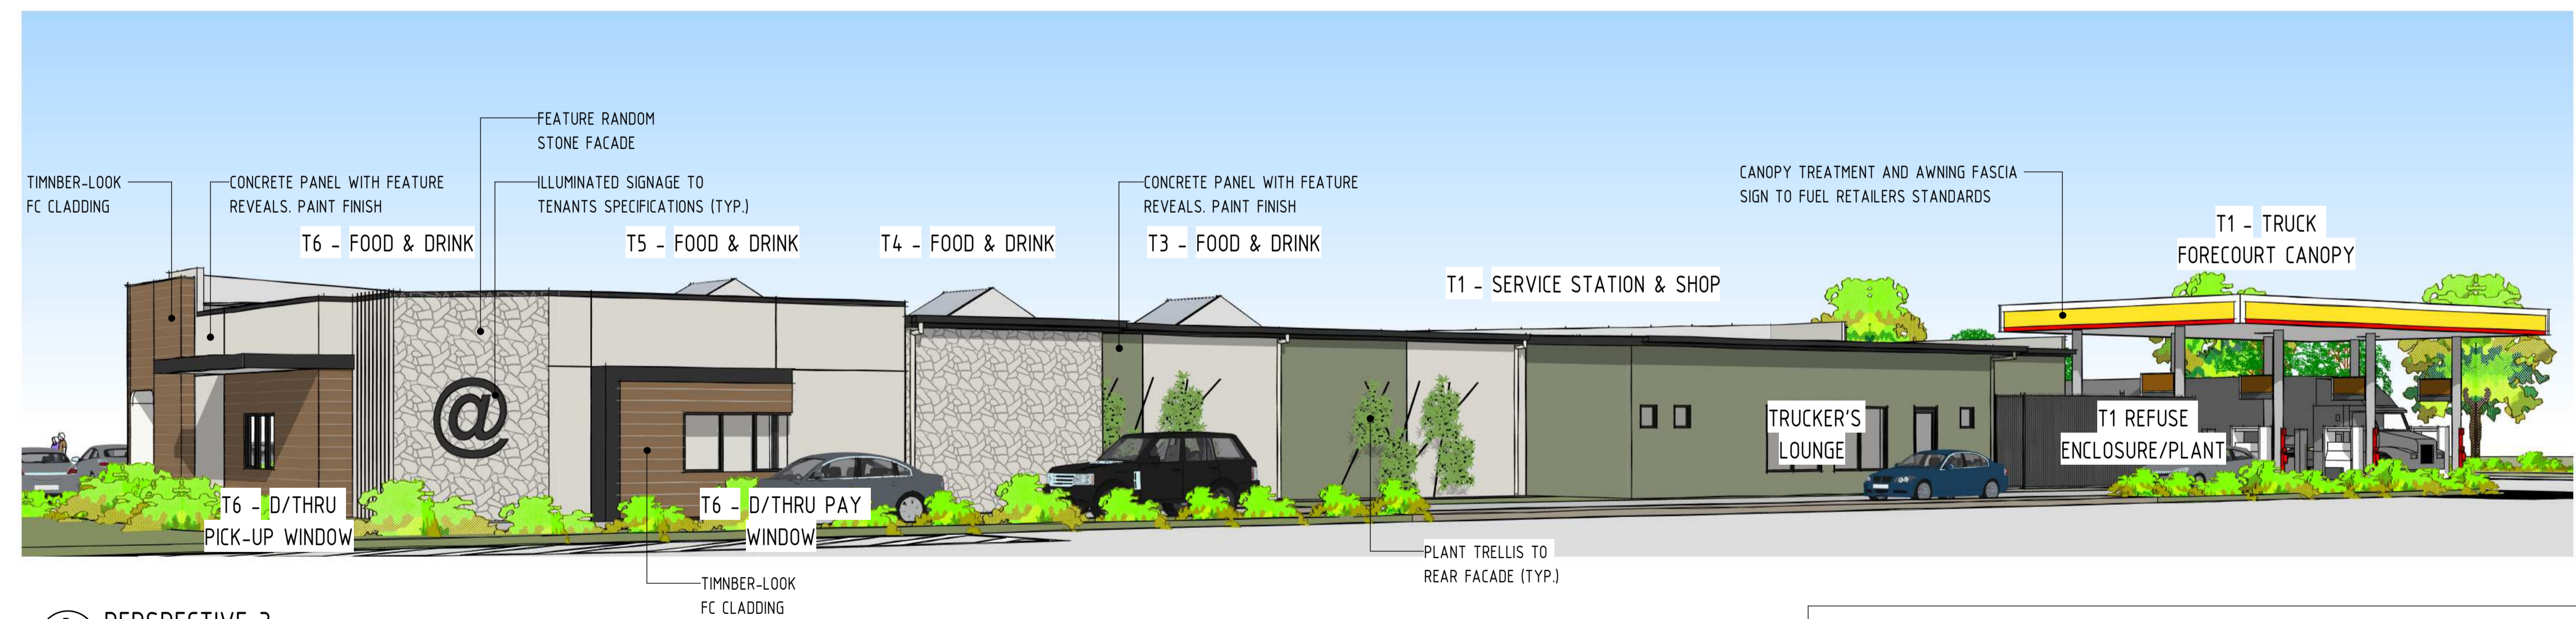 FEATURE RANDOM
STONE FACADE
TIMNBER-LOOK
FC CLADDING
CONCRETE PANEL WITH FEATURE
REVEALS. PAINT FINISH
ILLUMINATED SIGNAGE TO
TENANTS SPECIFICATIONS (TYP.)
CONCRETE PANEL WITH FEATURE
REVEALS. PAINT FINISH
CANOPY TREATMENT AND AWNING FASCIA
SIGN TO FUEL RETAILERS STANDARDS
T6 - FOOD & DRINK
T5 - FOOD & DRINK
T4 - FOOD & DRINK
T3 - FOOD & DRINK
T1 - SERVICE STATION & SHOP
T1 - TRUCK
FORECOURT CANOPY
@
TRUCKER'S
LOUNGE
T1 REFUSE
ENCLOSURE/PLANT
T6 - D/THRU
PICK-UP WINDOW
T6 - D/THRU PAY
WINDOW
PLANT TRELLIS TO
REAR FACADE (TYP.)
TIMNBER-LOOK
FC CLADDING
PERSPECTIVE